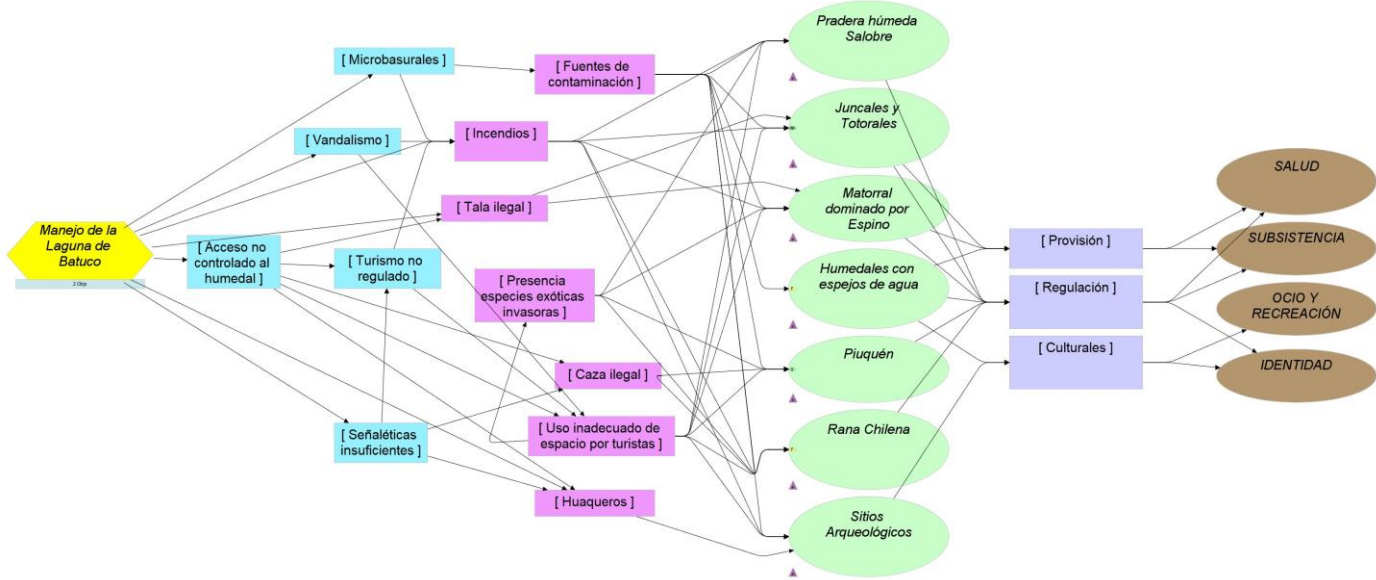 Manejo de la
Laguna de
Batuco
2 Objs
[ Microbasurales ]
[ Vandalismo ]
[ Acceso no
controlado al
humedal ]
[ Turismo no
regulado ]
[ Señaléticas
insuficientes ]
[ Fuentes de
contaminación ]
[ Incendios ]
[ Tala ilegal ]
[ Presencia
especies exóticas
invasoras ]
[ Caza ilegal ]
[ Uso inadecuado de
espacio por turistas ]
[ Huaqueros ]
Pradera húmeda
Salobre
Juncales y
Totorales
Matorral
dominado por
Espino
Humedales con
espejos de agua
Piuquén
Rana Chilena
Sitios
Arqueológicos
[ Provisión ]
[ Regulación ]
[ Culturales ]
SALUD
SUBSISTENCIA
OCIO Y
RECREACIÓN
IDENTIDAD